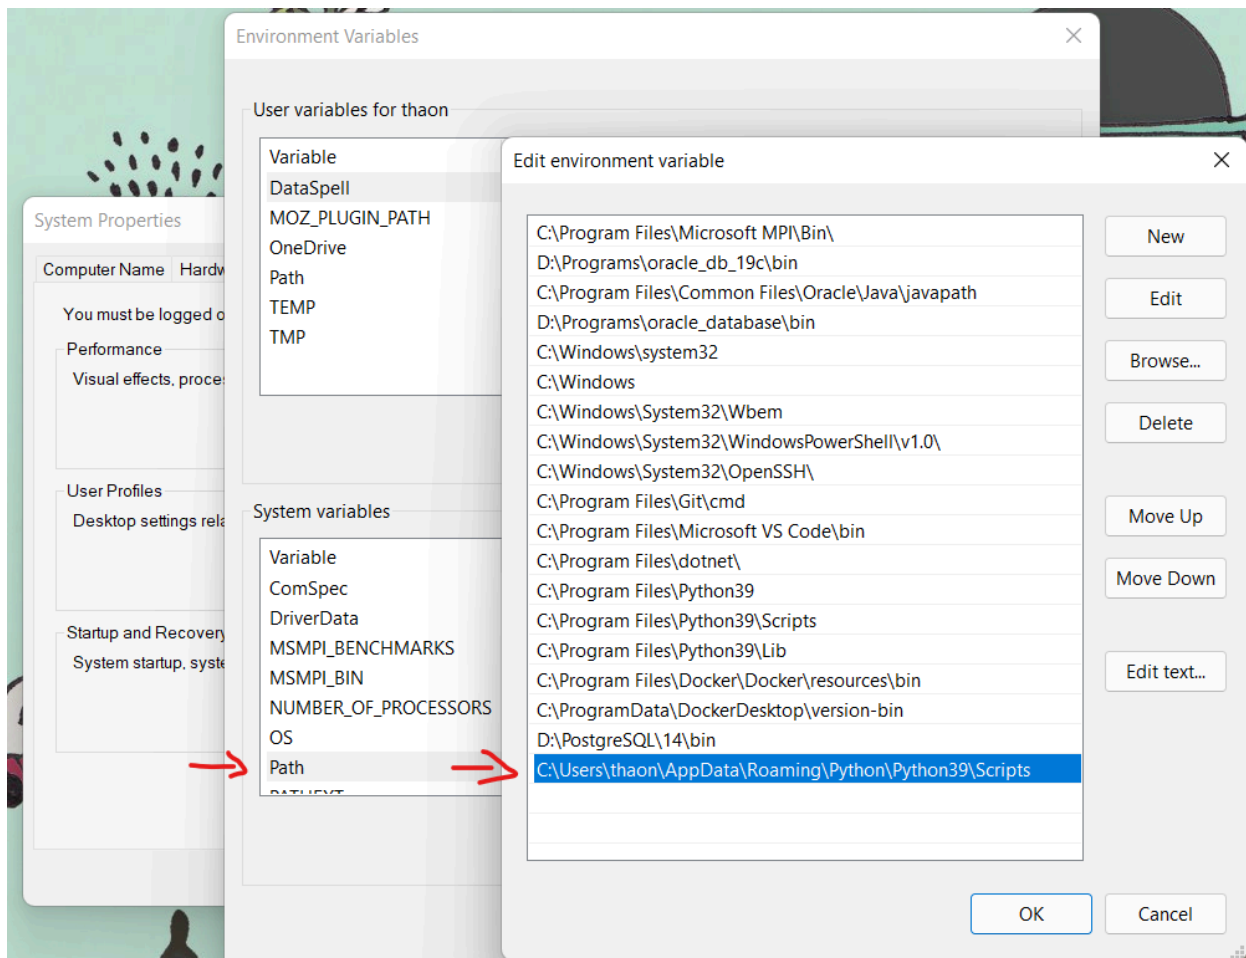 Environment Variables
User variables for thaon
Variable
DataSpell
MOZ_PLUGIN_PATH
OneDrive
Path
TEMP
TMP
System variables
Variable
ComSpec
DriverData
MSMPI_BENCHMARKS
MSMPI_BIN
NUMBER_OF_PROCESSORS
OS
Path
PATHEXT
System Properties
Computer Name Hardw
You must be logged o
Performance
Visual effects, proces
User Profiles
Desktop settings rela
Startup and Recovery
System startup, syste
Edit environment variable
C:\Program Files\Microsoft MPI\Bin\
D:\Programs\oracle_db_19c\bin
C:\Program Files\Common Files\Oracle\Java\javapath
D:\Programs\oracle_database\bin
C:\Windows\system32
C:\Windows
C:\Windows\System32\Wbem
C:\Windows\System32\WindowsPowerShell\v1.0\
C:\Windows\System32\OpenSSH\
C:\Program Files\Git\cmd
C:\Program Files\Microsoft VS Code\bin
C:\Program Files\dotnet\
C:\Program Files\Python39
C:\Program Files\Python39\Scripts
C:\Program Files\Python39\Lib
C:\Program Files\Docker\Docker\resources\bin
C:\ProgramData\DockerDesktop\version-bin
D:\PostgreSQL\14\bin
C:\Users\thaon\AppData\Roaming\Python\Python39\Scripts
New
Edit
Browse...
Delete
Move Up
Move Down
Edit text...
OK
Cancel